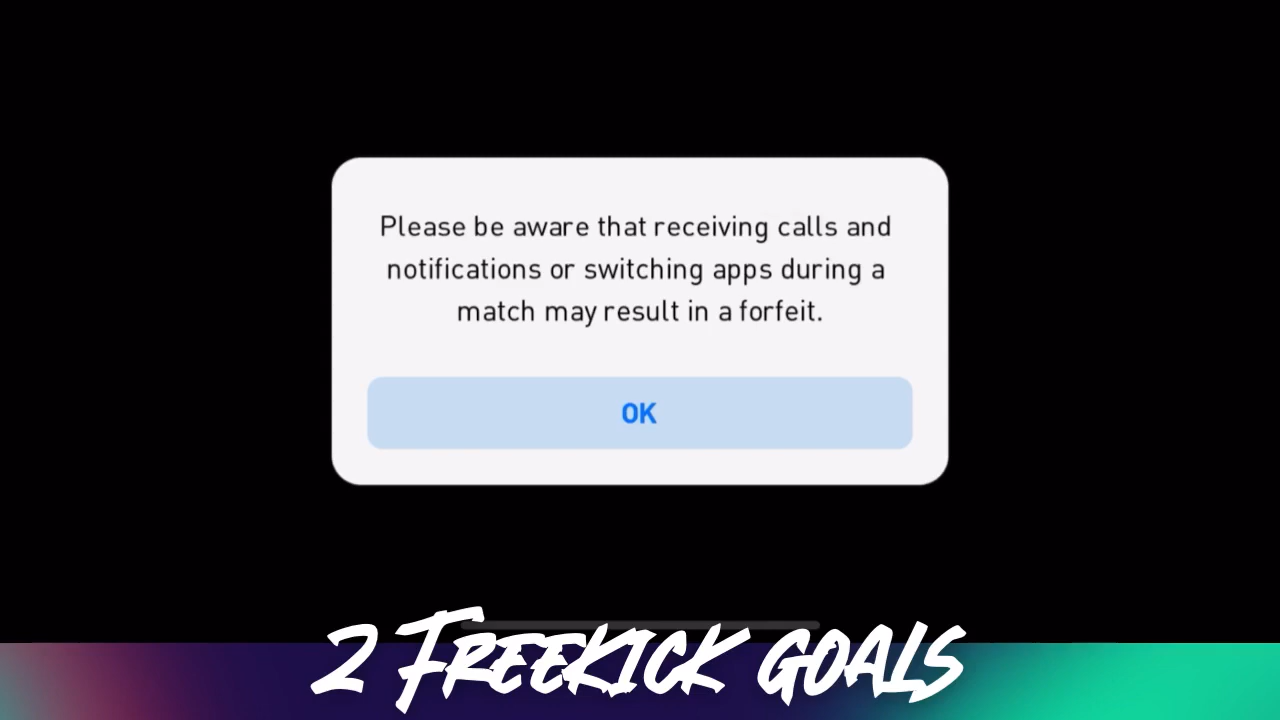 Please be aware that receiving calls and
notifications or switching apps during a
match may result in a forfeit.
OK
2 FREEKICK GOALS